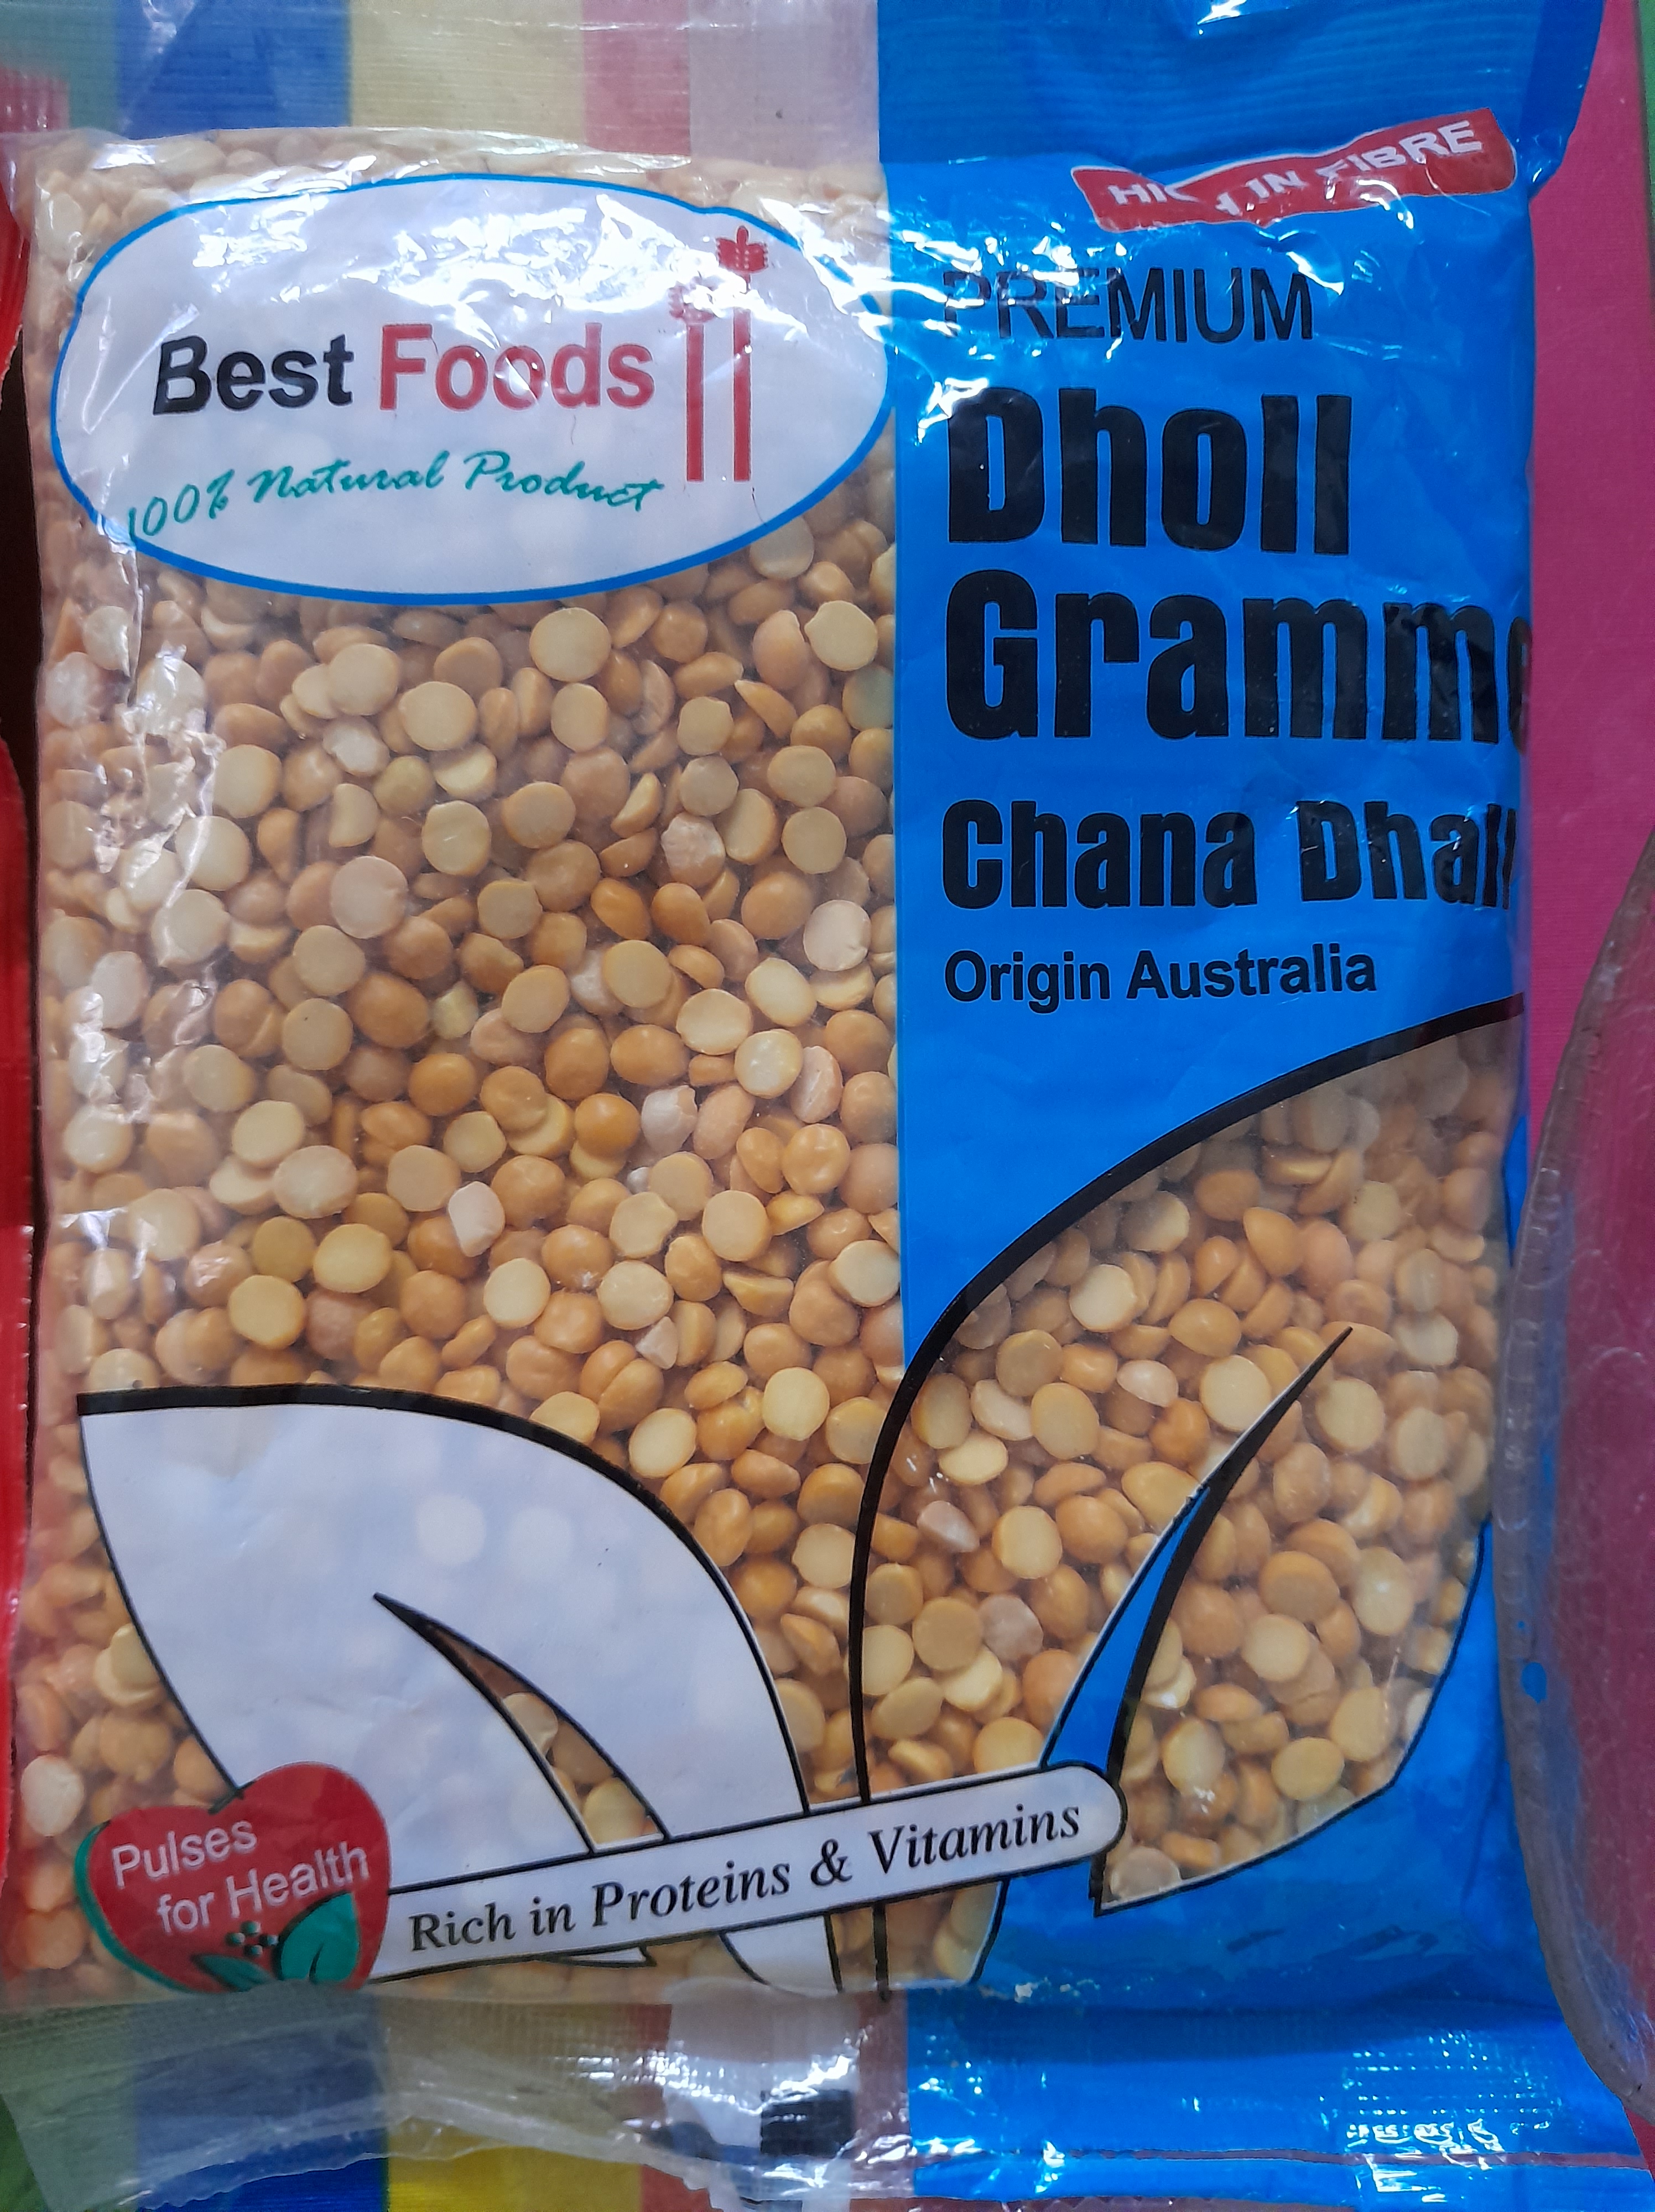 Best Foods
100% Natural Product
HIGH IN FIBRE
PREMIUM
Dholl
Gramm
Chana Dhall
Origin Australia
Pulses
for Health
Rich in Proteins & Vitamins